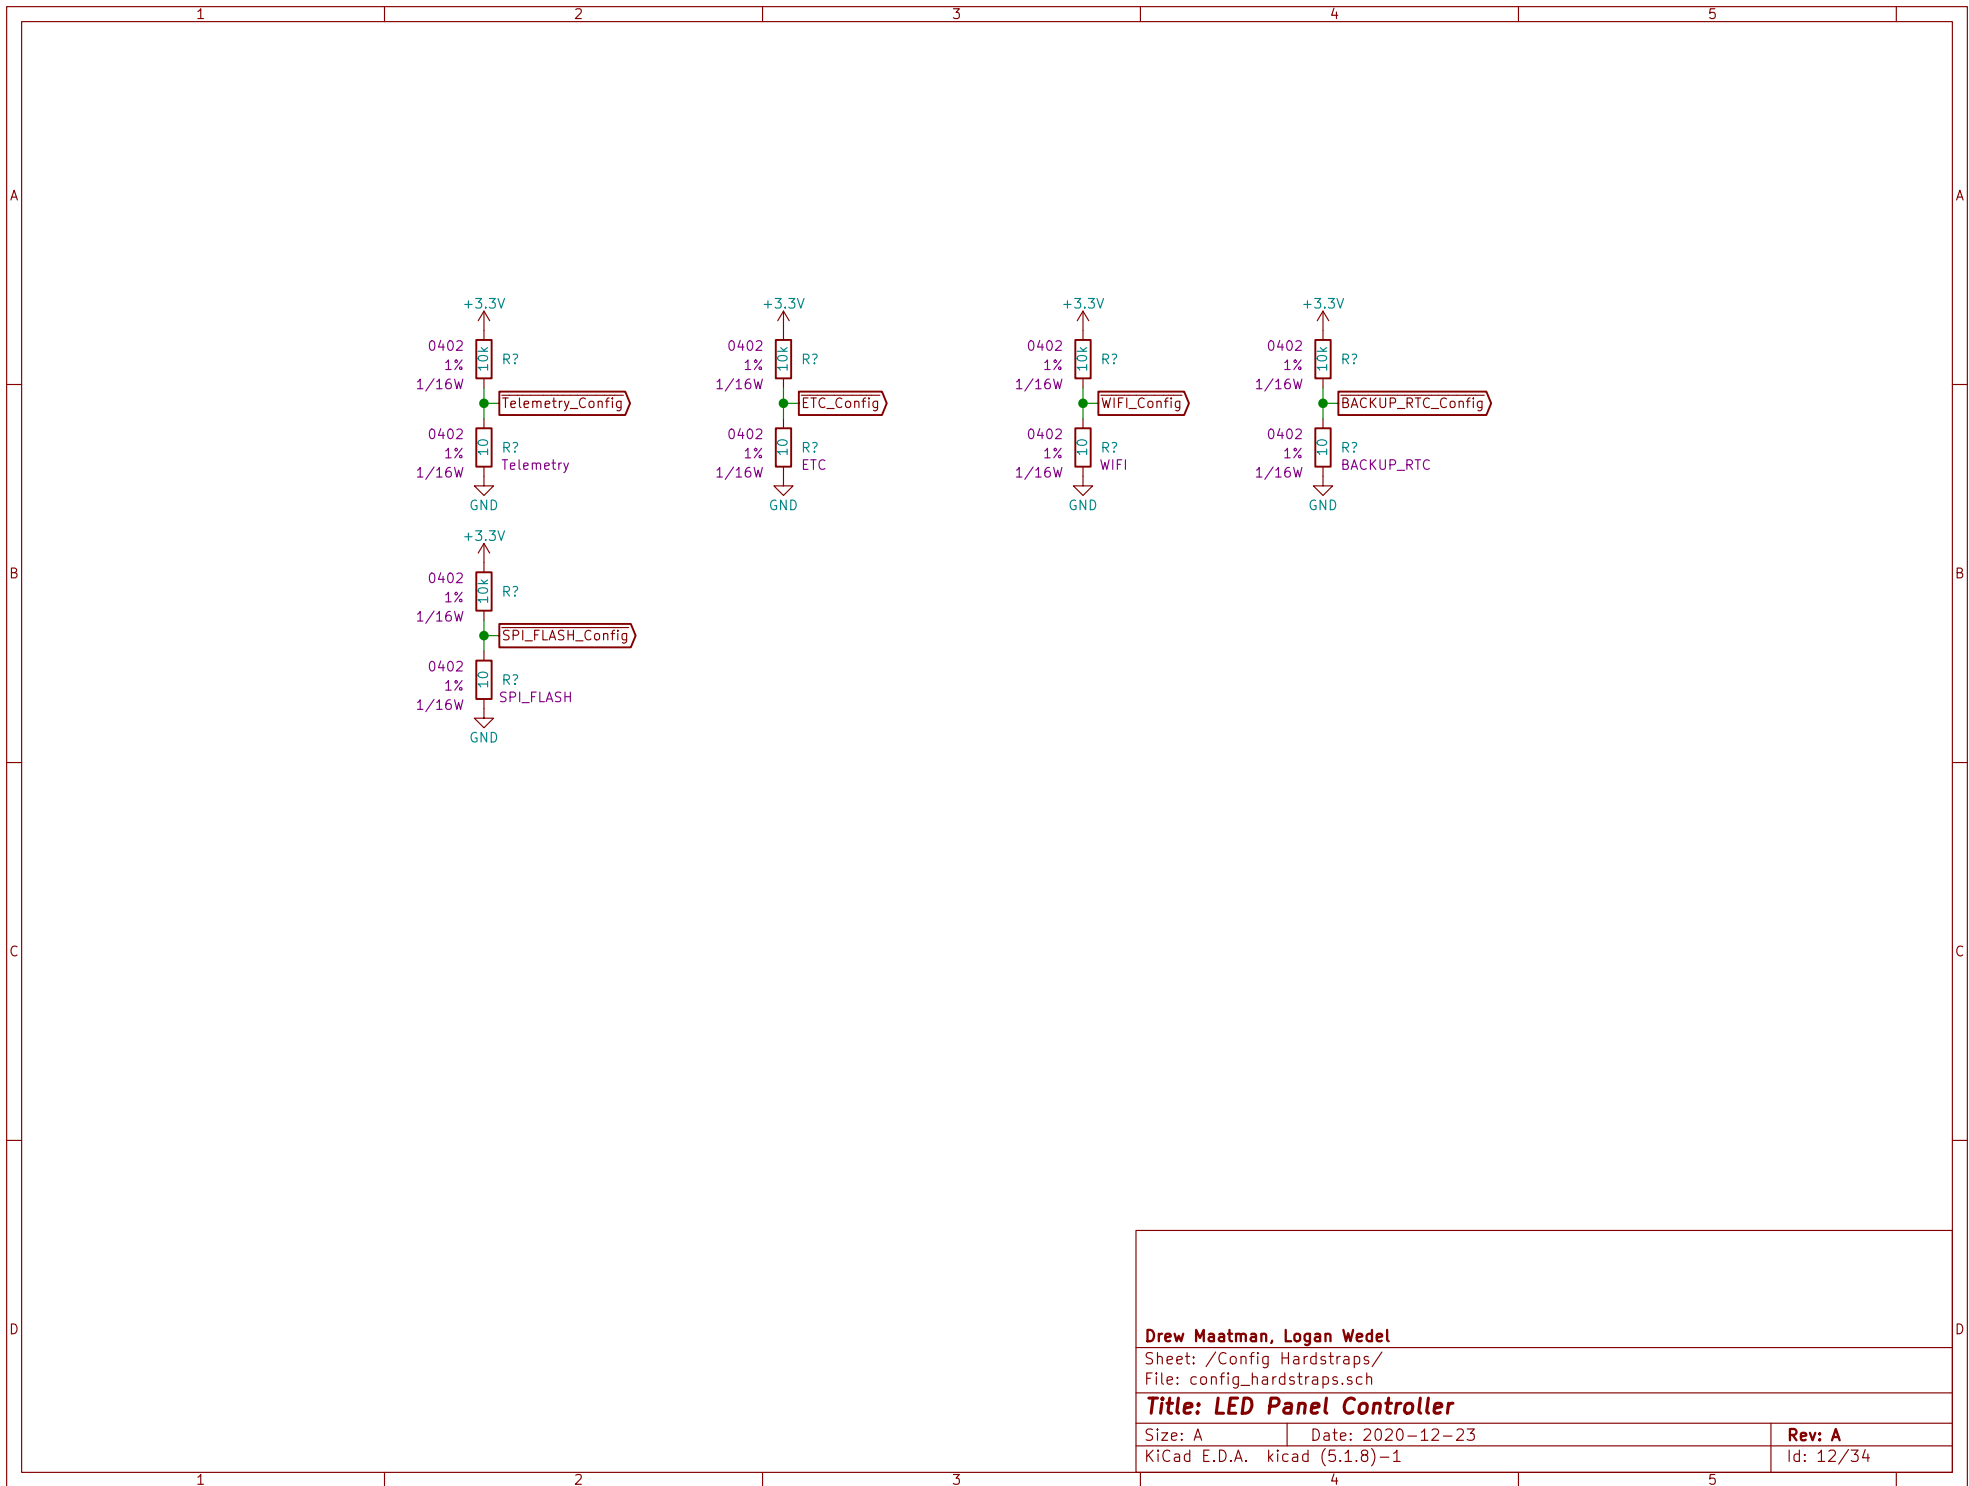 1 2 3 4 5
A A
+3.3V +3.3V +3.3V +3.3V
0402 10k R? 0402 10k R? 0402 10k R? 0402 10k R?
1% 1% 1% 1%
1/16W 1/16W 1/16W 1/16W
Telemetry_Config ETC_Config WIFI_Config BACKUP_RTC_Config
0402 10 R? 0402 10 R? 0402 10 R? 0402 10 R?
1% 1% 1% 1%
Telemetry ETC WIFI BACKUP_RTC
1/16W 1/16W 1/16W 1/16W
GND GND GND GND
+3.3V
B B
0402 10k R?
1%
1/16W
SPI_FLASH_Config
0402 10 R?
1%
SPI_FLASH
1/16W
GND
C C
D D
Drew Maatman, Logan Wedel
Sheet: /Config Hardstraps/
File: config_hardstraps.sch
Title: LED Panel Controller
Size: A Date: 2020-12-23 Rev: A
KiCad E.D.A. kicad (5.1.8)-1 Id: 12/34
1 2 3 4 5